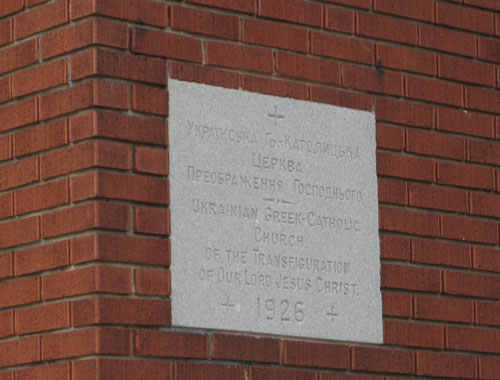 Українська Гр-Католицька
Церква
Преображення Господнього
Ukrainian Greek-Catholic
Church
of the Transfiguration
of Our Lord Jesus Christ.
1926